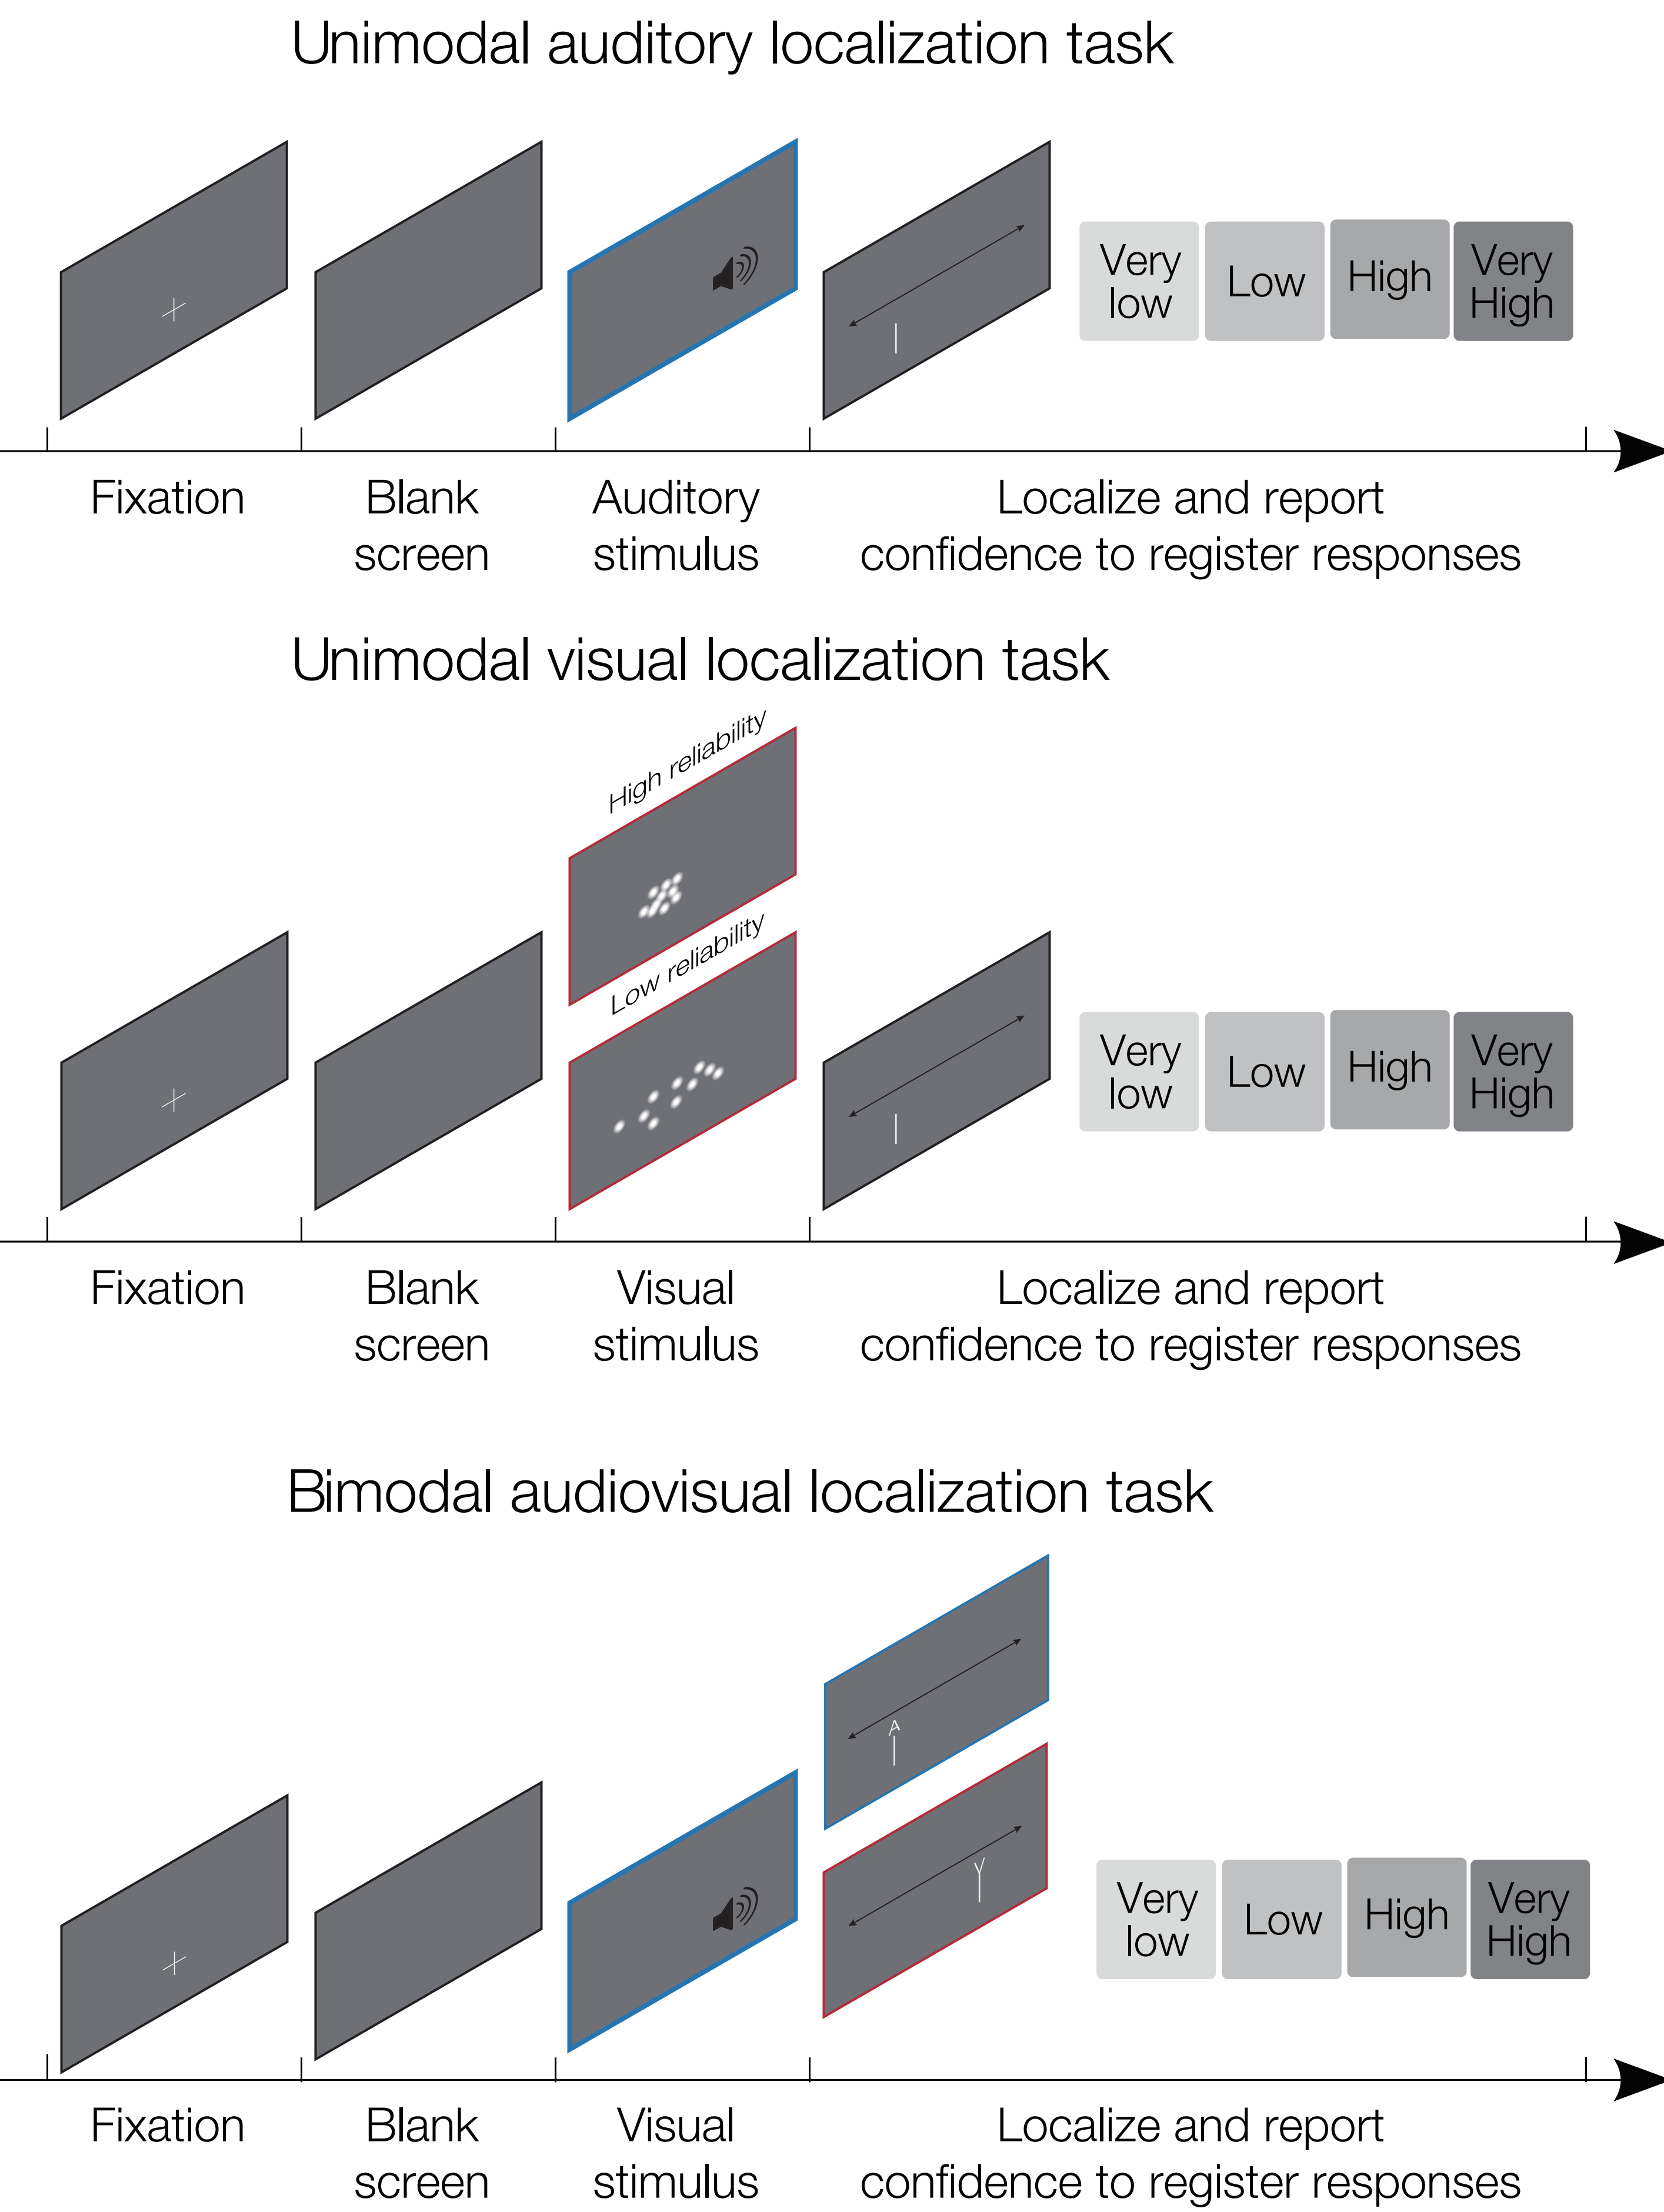 Unimodal auditory localization task
Very
low
Low
High
Very
High
Fixation
Blank
screen
Auditory
stimulus
Localize and report
confidence to register responses
Unimodal visual localization task
High reliability
Low reliability
Very
low
Low
High
Very
High
Fixation
Blank
screen
Visual
stimulus
Localize and report
confidence to register responses
Bimodal audiovisual localization task
A
V
Very
low
Low
High
Very
High
Fixation
Blank
screen
Visual
stimulus
Localize and report
confidence to register responses